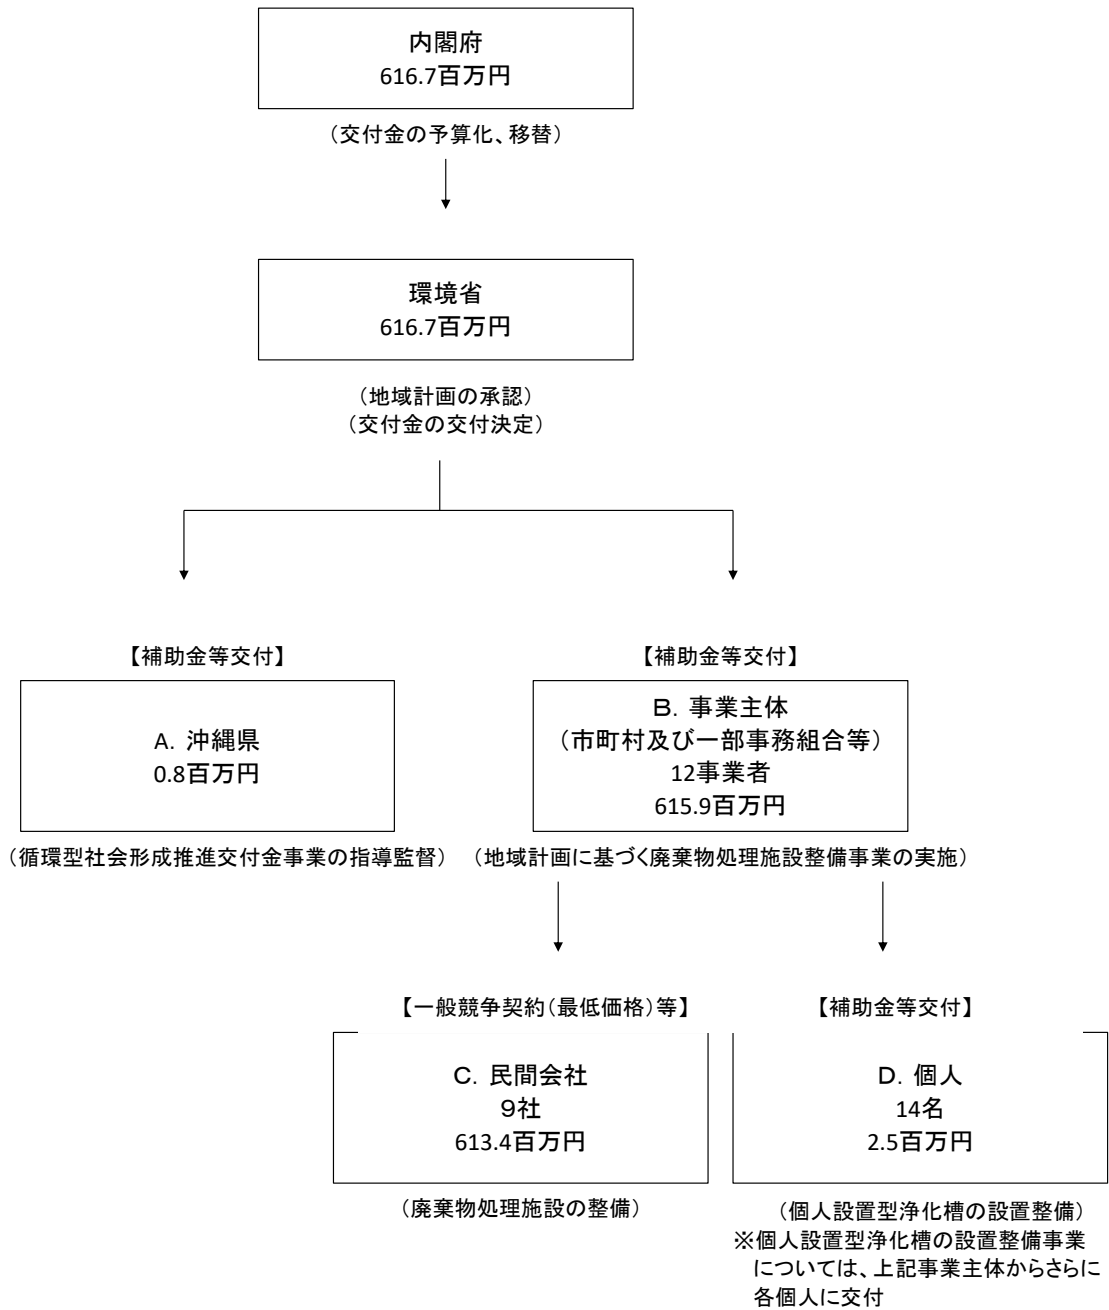 内閣府
616.7百万円
（交付金の予算化、移替）
環境省
616.7百万円
（地域計画の承認）
（交付金の交付決定）
【補助金等交付】
A. 沖縄県
0.8百万円
（循環型社会形成推進交付金事業の指導監督）
【補助金等交付】
Ｂ. 事業主体
（市町村及び一部事務組合等）
12事業者
615.9百万円
（地域計画に基づく廃棄物処理施設整備事業の実施）
【一般競争契約（最低価格）等】
Ｃ. 民間会社
９社
613.4百万円
（廃棄物処理施設の整備）
【補助金等交付】
Ｄ. 個人
14名
2.5百万円
（個人設置型浄化槽の設置整備）
※個人設置型浄化槽の設置整備事業
については、上記事業主体からさらに
各個人に交付